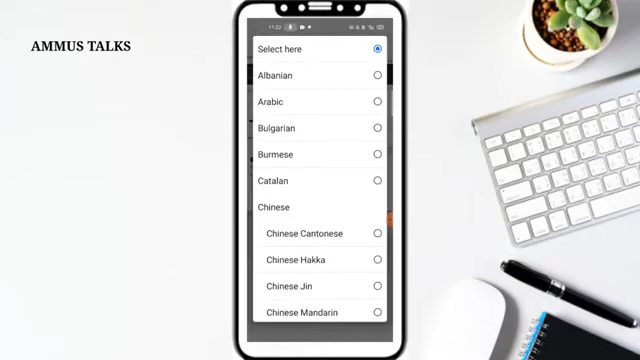 AMMUS TALKS
11:22
Select here
Albanian
Arabic
Bulgarian
Burmese
Catalan
Chinese
Chinese Cantonese
Chinese Hakka
Chinese Jin
Chinese Mandarin